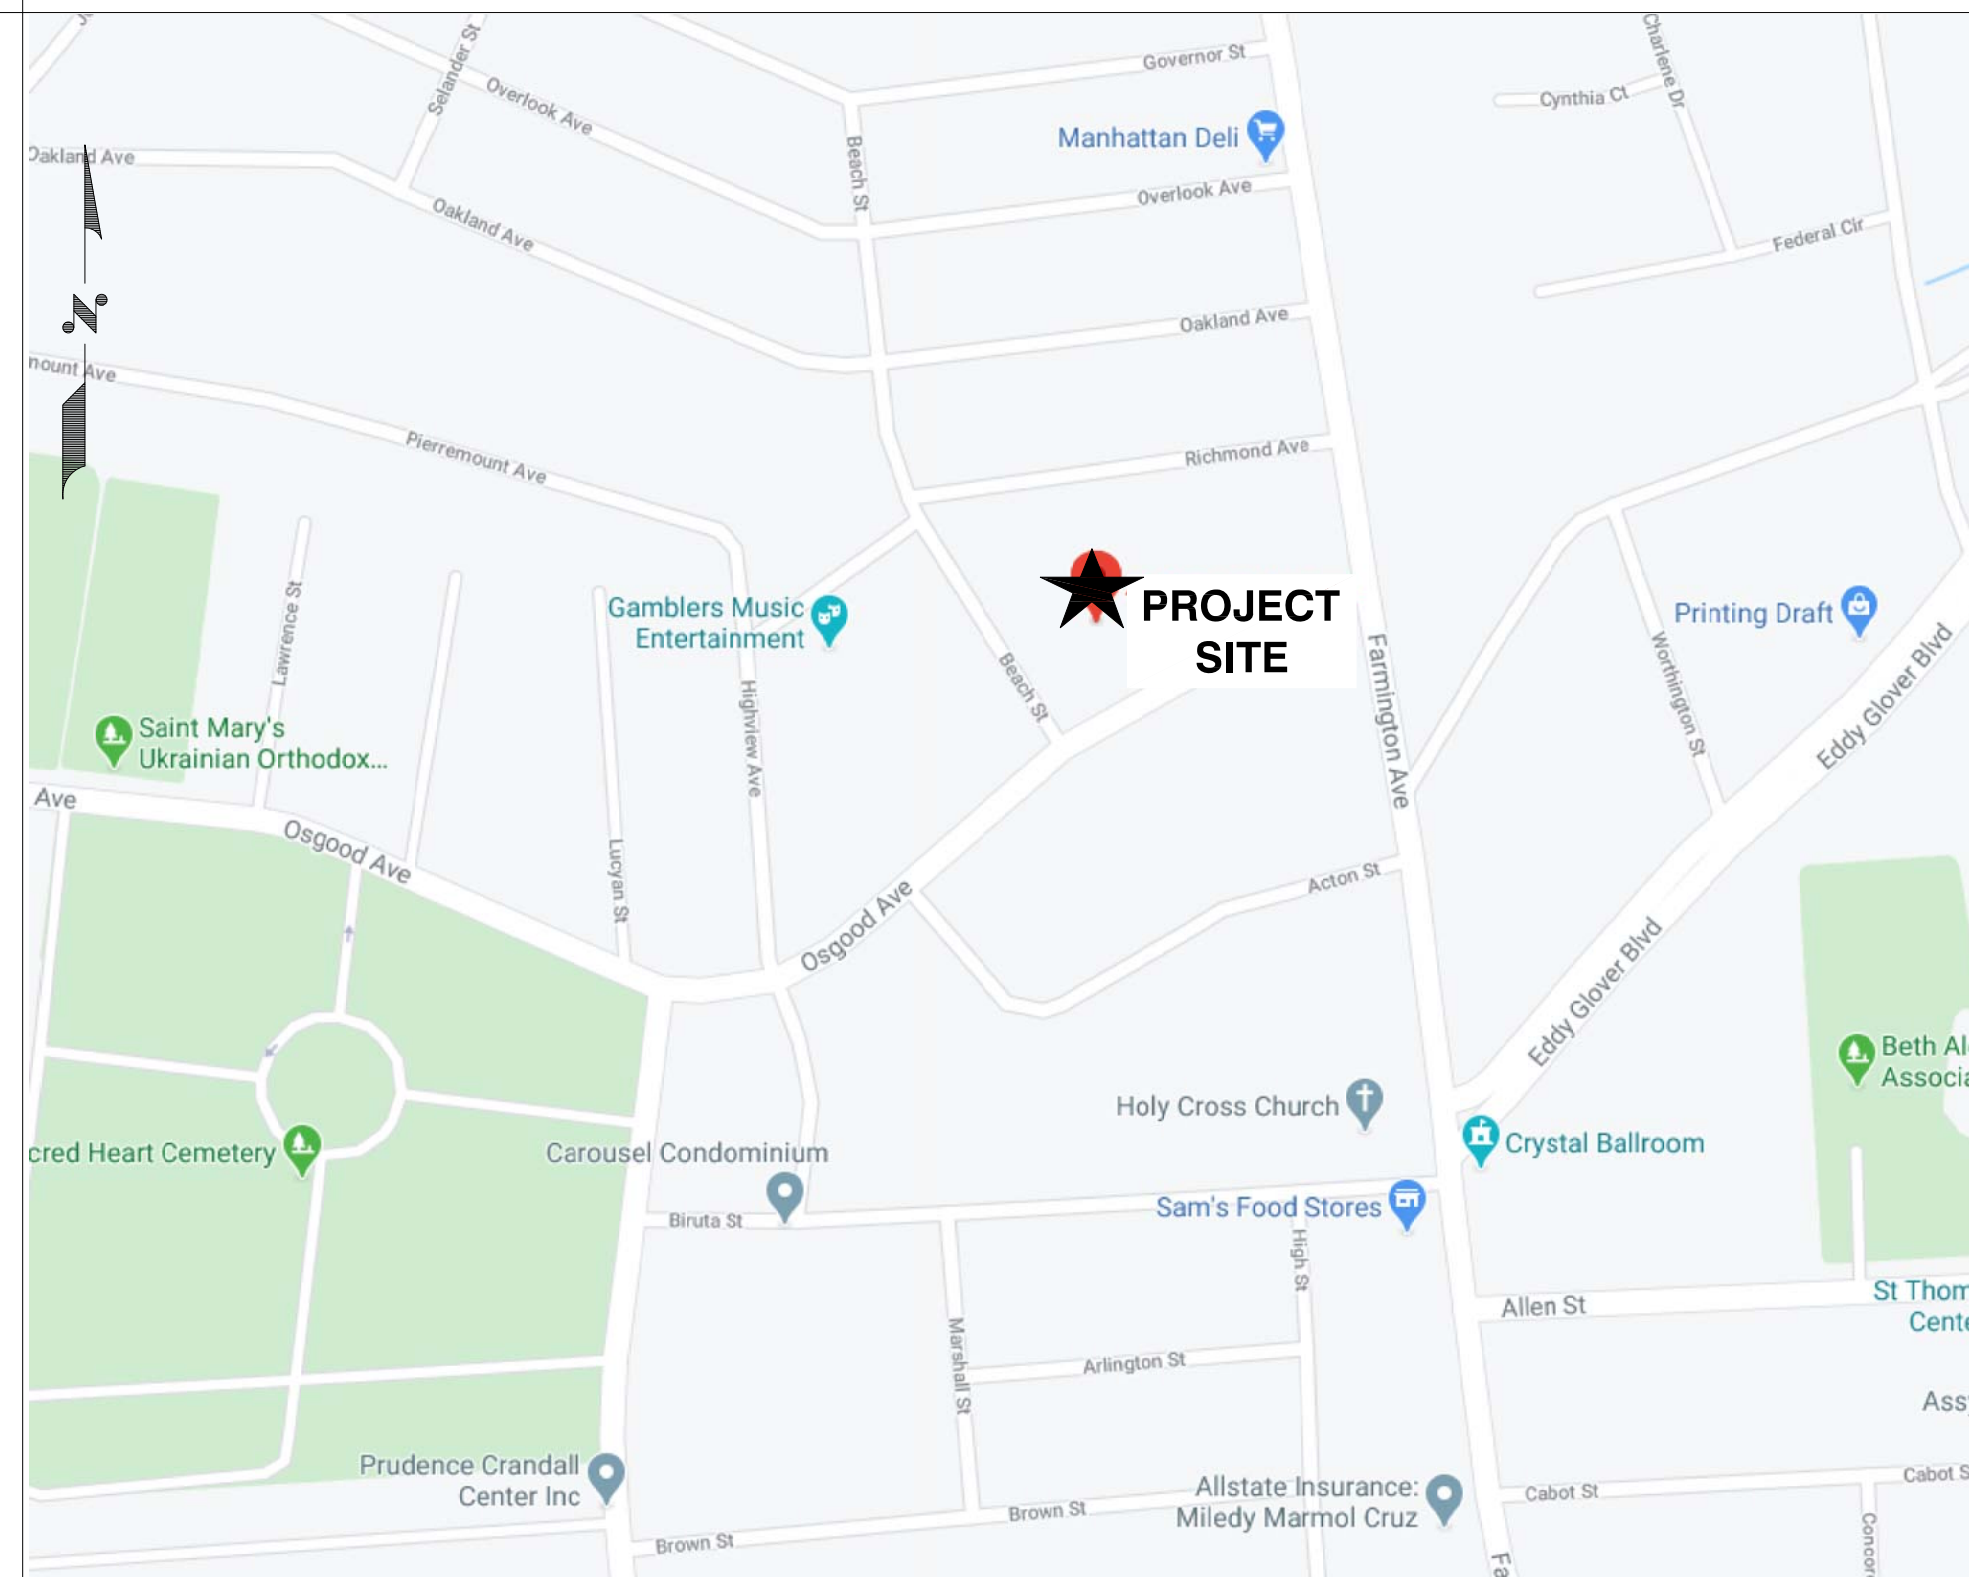 Selander St
Governor St
Charlene Dr
Overlook Ave
Cynthia Ct
Manhattan Deli
Beach St
Oakland Ave
Overlook Ave
Oakland Ave
Federal Cir
N
Oakland Ave
mount Ave
Pierremount Ave
Richmond Ave
Lawrence St
Gamblers Music
Entertainment
PROJECT
SITE
Printing Draft
Farmington Ave
Worthington St
Eddy Glover Blvd
Beach St
Highview Ave
Saint Mary's
Ukrainian Orthodox...
Ave
Osgood Ave
Lucyan St
Osgood Ave
Acton St
Eddy Glover Blvd
Beth Al
Associa
Holy Cross Church
Crystal Ballroom
cred Heart Cemetery
Carousel Condominium
Sam's Food Stores
Biruta St
High St
Allen St
St Thom
Cente
Marshall St
Arlington St
Ass
Prudence Crandall
Center Inc
Allstate Insurance:
Miledy Marmol Cruz
Cabot St
Cabot S
Brown St
Brown St
Concor
Fa